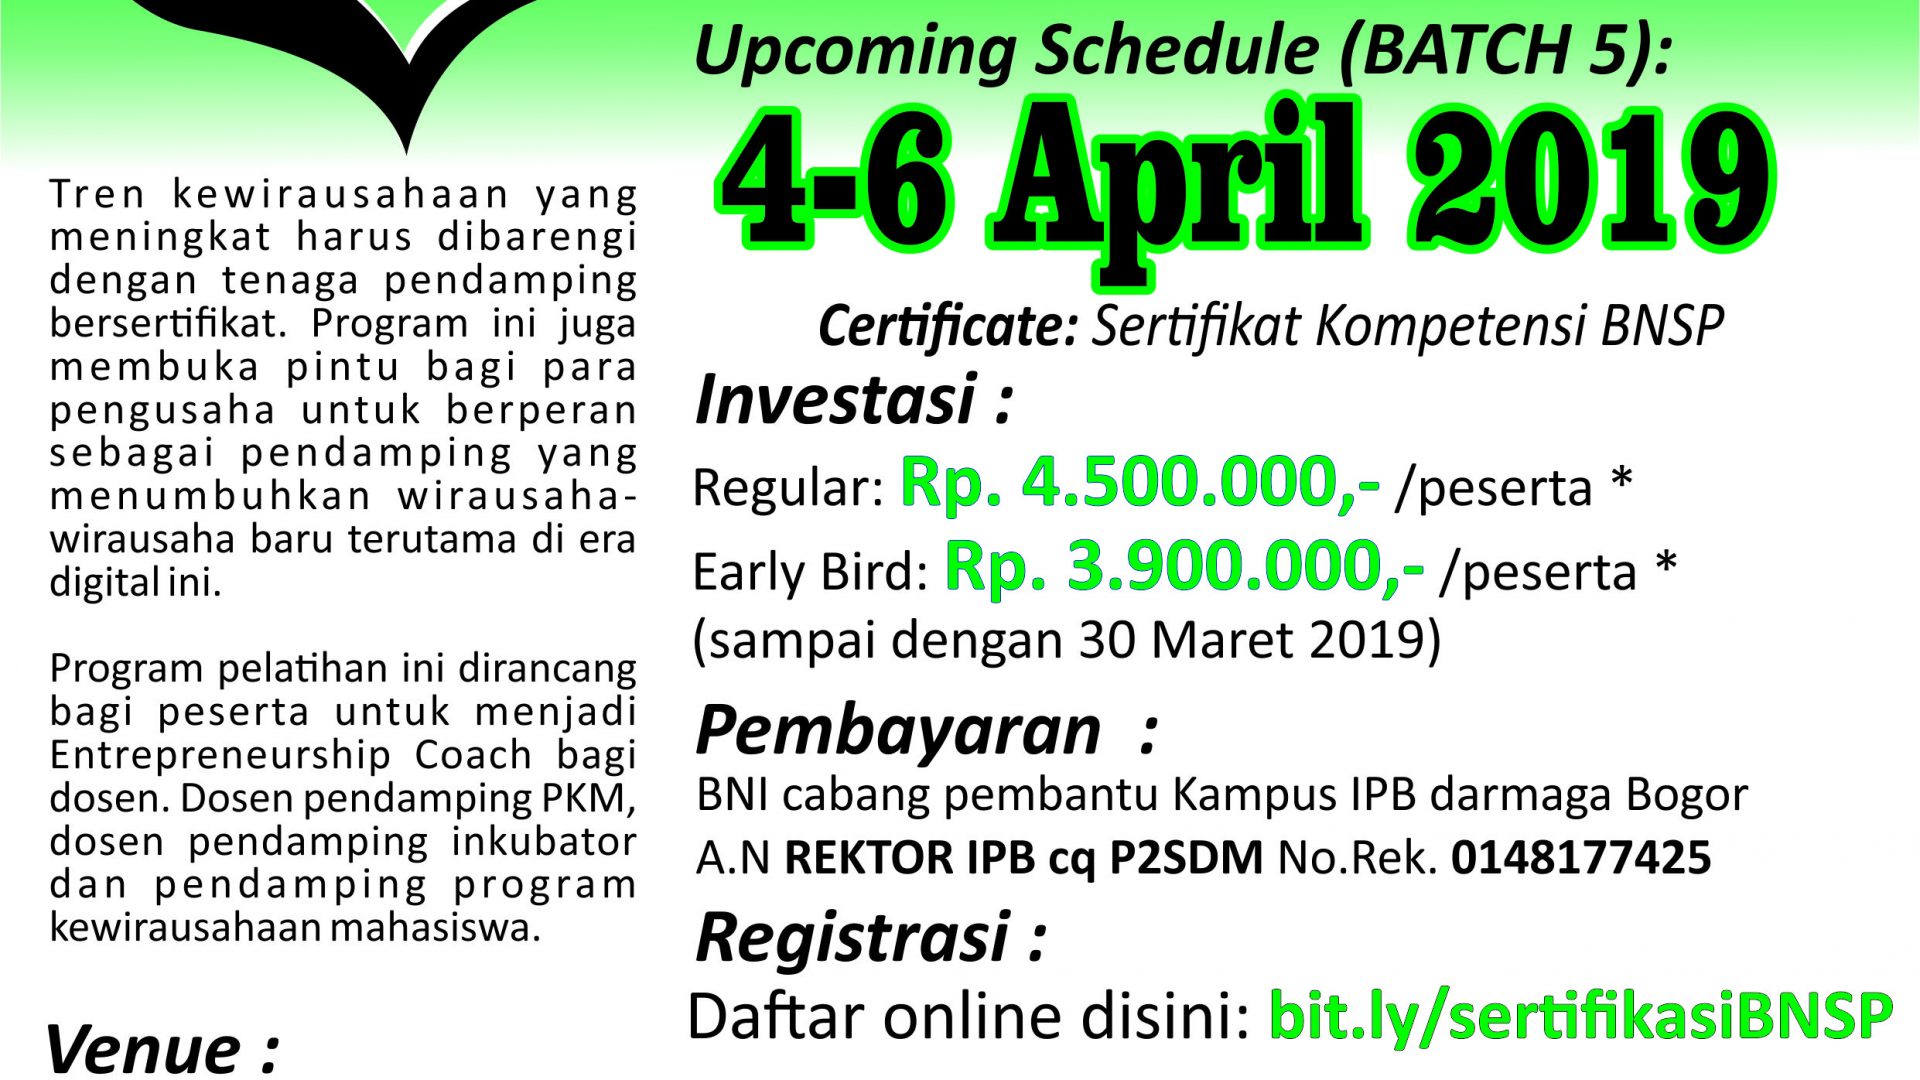 Tren kewirausahaan yang
meningkat harus dibarengi
dengan tenaga pendamping
bersertifikat. Program ini juga
membuka pintu bagi para
pengusaha untuk berperan
sebagai pendamping yang
menumbuhkan wirausaha-
wirausaha baru terutama di era
digital ini.
Program pelatihan ini dirancang
bagi peserta untuk menjadi
Entrepreneurship Coach bagi
dosen. Dosen pendamping PKM,
dosen pendamping inkubator
dan pendamping program
kewirausahaan mahasiswa.
Venue :
Upcoming Schedule (BATCH 5):
4-6 April 2019
Certificate: Sertifikat Kompetensi BNSP
Investasi :
Regular: Rp. 4.500.000,- /peserta *
Early Bird: Rp. 3.900.000,- /peserta *
(sampai dengan 30 Maret 2019)
Pembayaran :
BNI cabang pembantu Kampus IPB darmaga Bogor
A.N REKTOR IPB cq P2SDM No.Rek. 0148177425
Registrasi :
Daftar online disini: bit.ly/sertifikasiBNSP